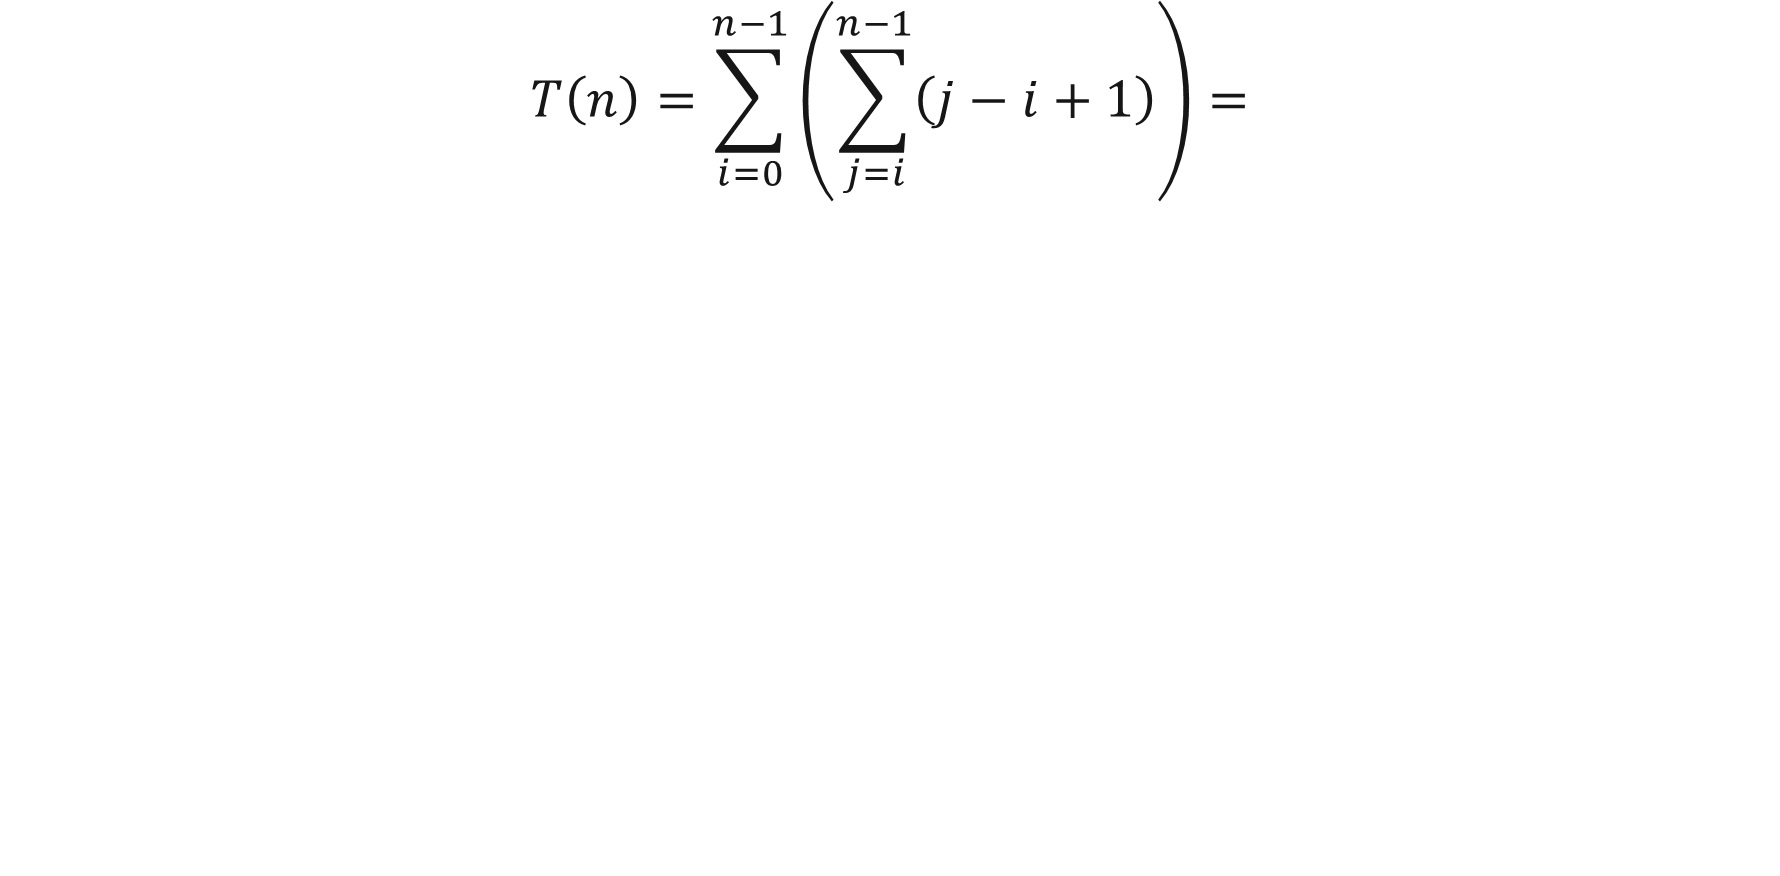 T(n) = \sum_{i=0}^{n-1} \left( \sum_{j=i}^{n-1} (j - i + 1) \right) =